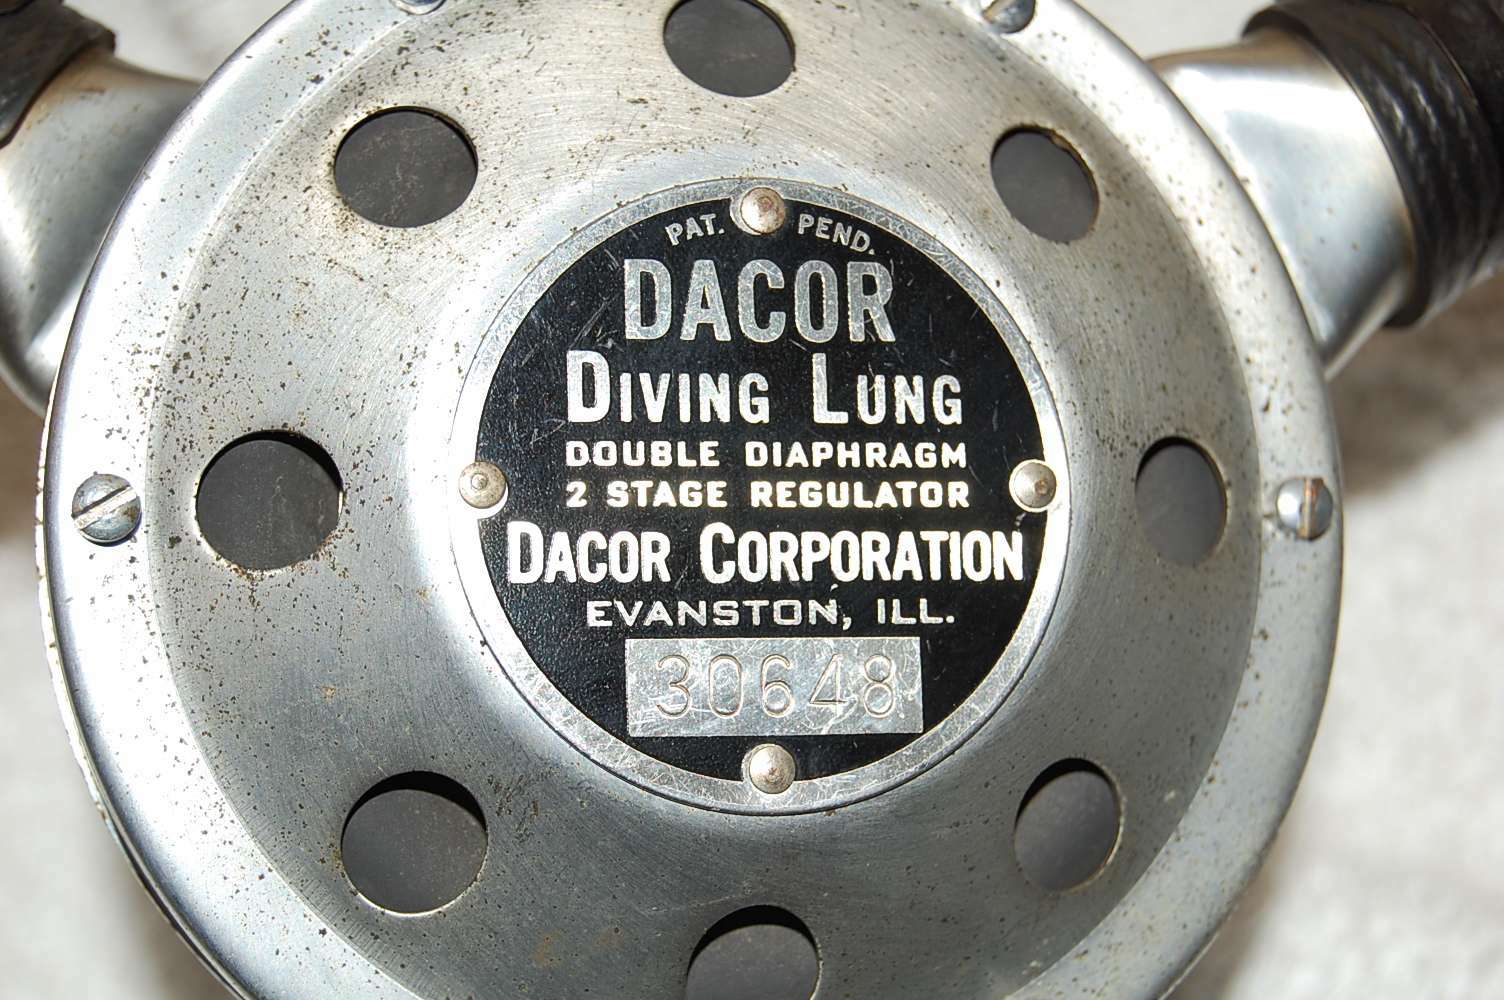 PAT. PEND.
DACOR
DIVING LUNG
DOUBLE DIAPHRAGM
2 STAGE REGULATOR
DACOR CORPORATION
EVANSTON, ILL.
30648